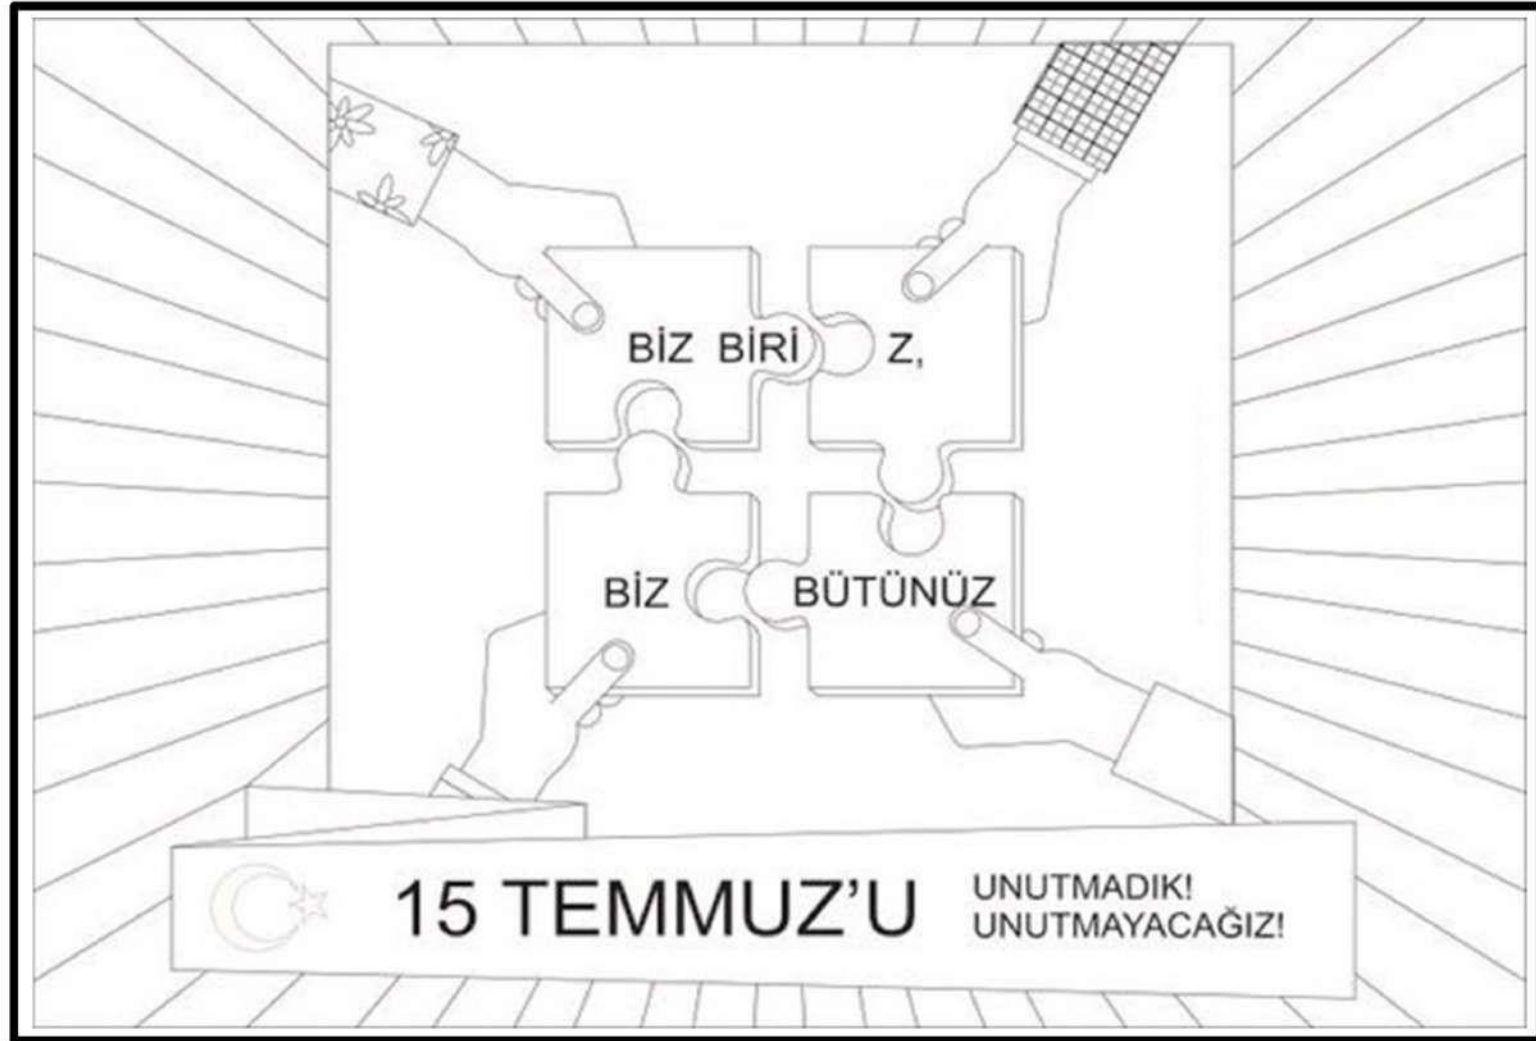 BİZ BİRİ Z,
BİZ BÜTÜNÜZ
15 TEMMUZ'U
UNUTMADIK!
UNUTMAYACAĞIZ!